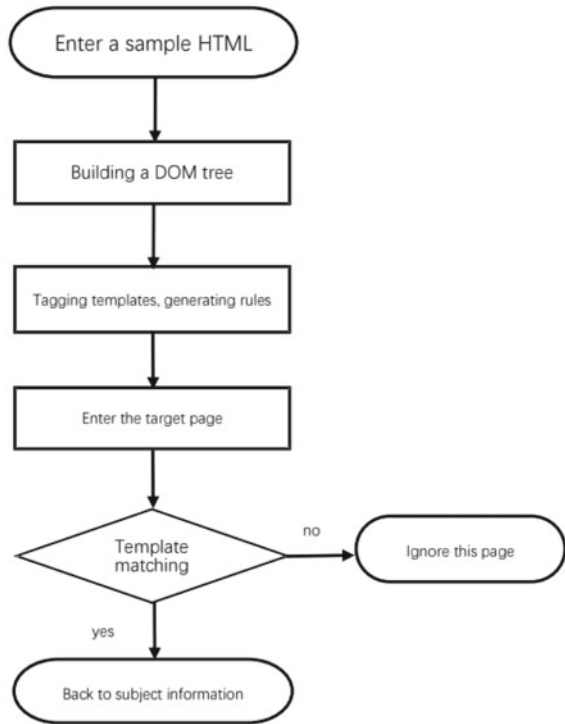 Enter a sample HTML
Building a DOM tree
Tagging templates, generating rules
Enter the target page
Template
matching
no
Ignore this page
yes
Back to subject information